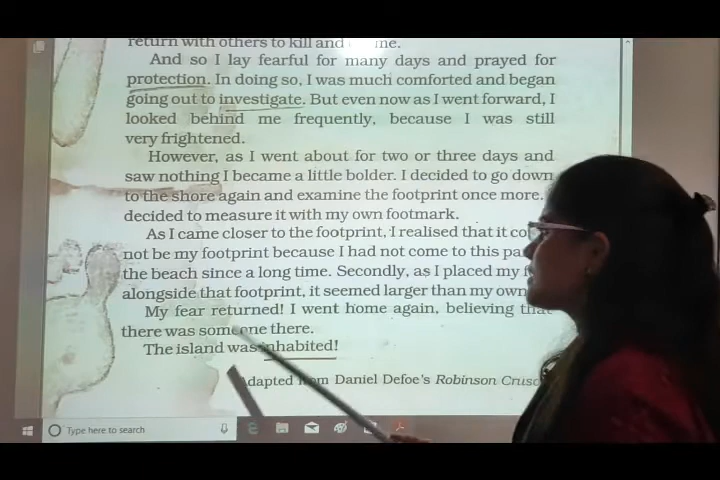 return with others to kill and me.
And so I lay fearful for many days and prayed for
protection. In doing so, I was much comforted and began
going out to investigate. But even now as I went forward, I
looked behind me frequently, because I was still
very frightened.
However, as I went about for two or three days and
saw nothing I became a little bolder. I decided to go down
to the shore again and examine the footprint once more.
decided to measure it with my own footmark.
As I came closer to the footprint, I realised that it co
not be my footprint because I had not come to this pa
the beach since a long time. Secondly, as I placed my f
alongside that footprint, it seemed larger than my own
My fear returned! I went home again, believing that
there was someone there.
The island was inhabited!
Adapted from Daniel Defoe's Robinson Cruso
Type here to search